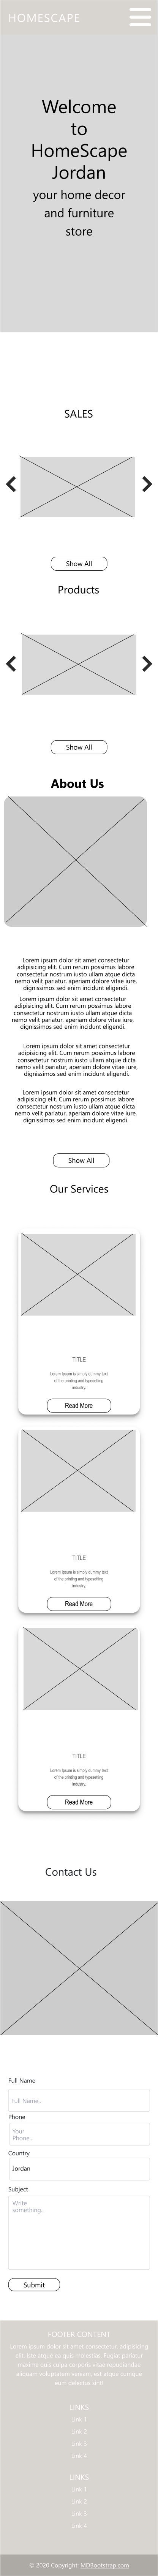 HOMESCAPE
Welcome
to
HomeScape
Jordan
your home decor
and furniture
store
SALES
Show All
Products
Show All
About Us
Lorem ipsum dolor sit amet consectetur
adipisicing elit. Cum rerum possimus labore
consectetur nostrum iusto ullam atque dicta
nemo velit pariatur, aperiam dolore vitae iure,
dignissimos sed enim incidunt eligendi.
Lorem ipsum dolor sit amet consectetur
adipisicing elit. Cum rerum possimus labore
consectetur nostrum iusto ullam atque dicta
nemo velit pariatur, aperiam dolore vitae iure,
dignissimos sed enim incidunt eligendi.
Lorem ipsum dolor sit amet consectetur
adipisicing elit. Cum rerum possimus labore
consectetur nostrum iusto ullam atque dicta
nemo velit pariatur, aperiam dolore vitae iure,
dignissimos sed enim incidunt eligendi.
Lorem ipsum dolor sit amet consectetur
adipisicing elit. Cum rerum possimus labore
consectetur nostrum iusto ullam atque dicta
nemo velit pariatur, aperiam dolore vitae iure,
dignissimos sed enim incidunt eligendi.
Show All
Our Services
TITLE
Lorem Ipsum is simply dummy text
of the printing and typesetting
industry.
Read More
TITLE
Lorem Ipsum is simply dummy text
of the printing and typesetting
industry.
Read More
TITLE
Lorem Ipsum is simply dummy text
of the printing and typesetting
industry.
Read More
Contact Us
Full Name
Full Name..
Phone
Your
Phone..
Country
Jordan
Subject
Write
something..
Submit
FOOTER CONTENT
Lorem ipsum dolor sit amet consectetur, adipisicing
elit. Iste atque ea quis molestias. Fugiat pariatur
maxime quis culpa corporis vitae repudiandae
aliquam voluptatem veniam, est atque cumque
eum delectus sint!
LINKS
Link 1
Link 2
Link 3
Link 4
LINKS
Link 1
Link 2
Link 3
Link 4
© 2020 Copyright: MDBootstrap.com